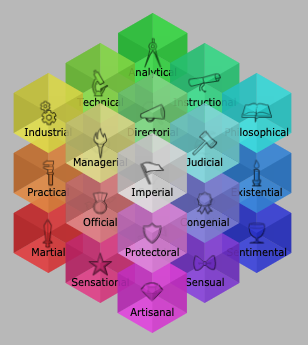 Analytical
Technical
Instructional
Industrial
Directorial
Philosophical
Managerial
Judicial
Practical
Imperial
Existential
Official
Congenial
Martial
Protectoral
Sentimental
Sensational
Sensual
Artisanal